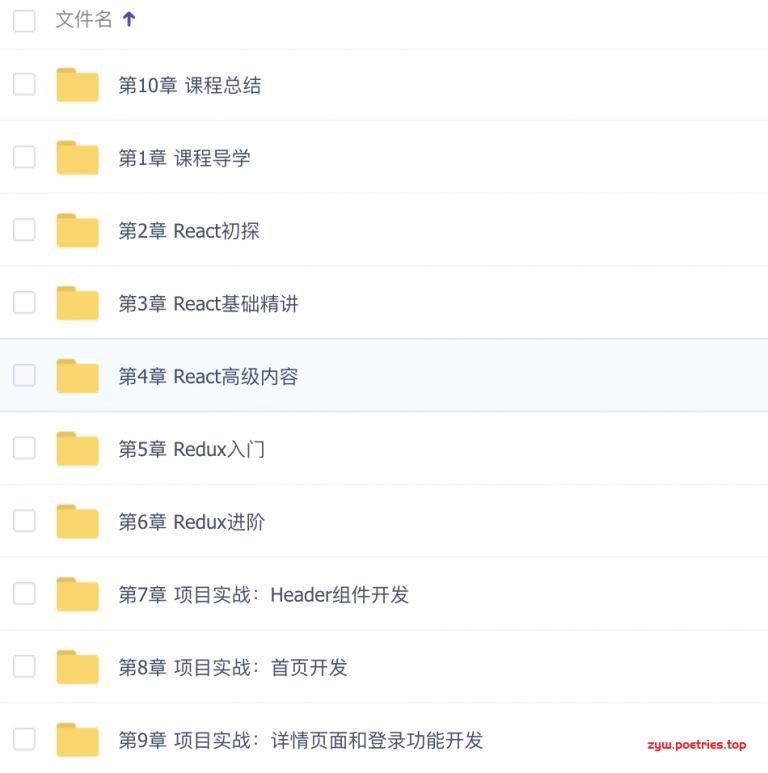 文件名
第10章 课程总结
第1章 课程导学
第2章 React初探
第3章 React基础精讲
第4章 React高级内容
第5章 Redux入门
第6章 Redux进阶
第7章 项目实战：Header组件开发
第8章 项目实战：首页开发
第9章 项目实战：详情页面和登录功能开发
zyw.poetries.top